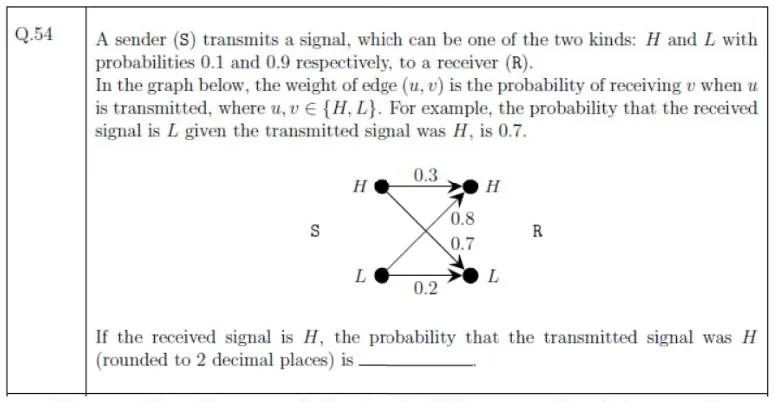 Q.54
A sender (S) transmits a signal, which can be one of the two kinds: H and L with
probabilities 0.1 and 0.9 respectively, to a receiver (R).
In the graph below, the weight of edge (u, v) is the probability of receiving v when u
is transmitted, where u, v ∈ {H, L}. For example, the probability that the received
signal is L given the transmitted signal was H, is 0.7.
H 0.3 H
0.8
S R
0.7
L L
0.2
If the received signal is H, the probability that the transmitted signal was H
(rounded to 2 decimal places) is ____________.